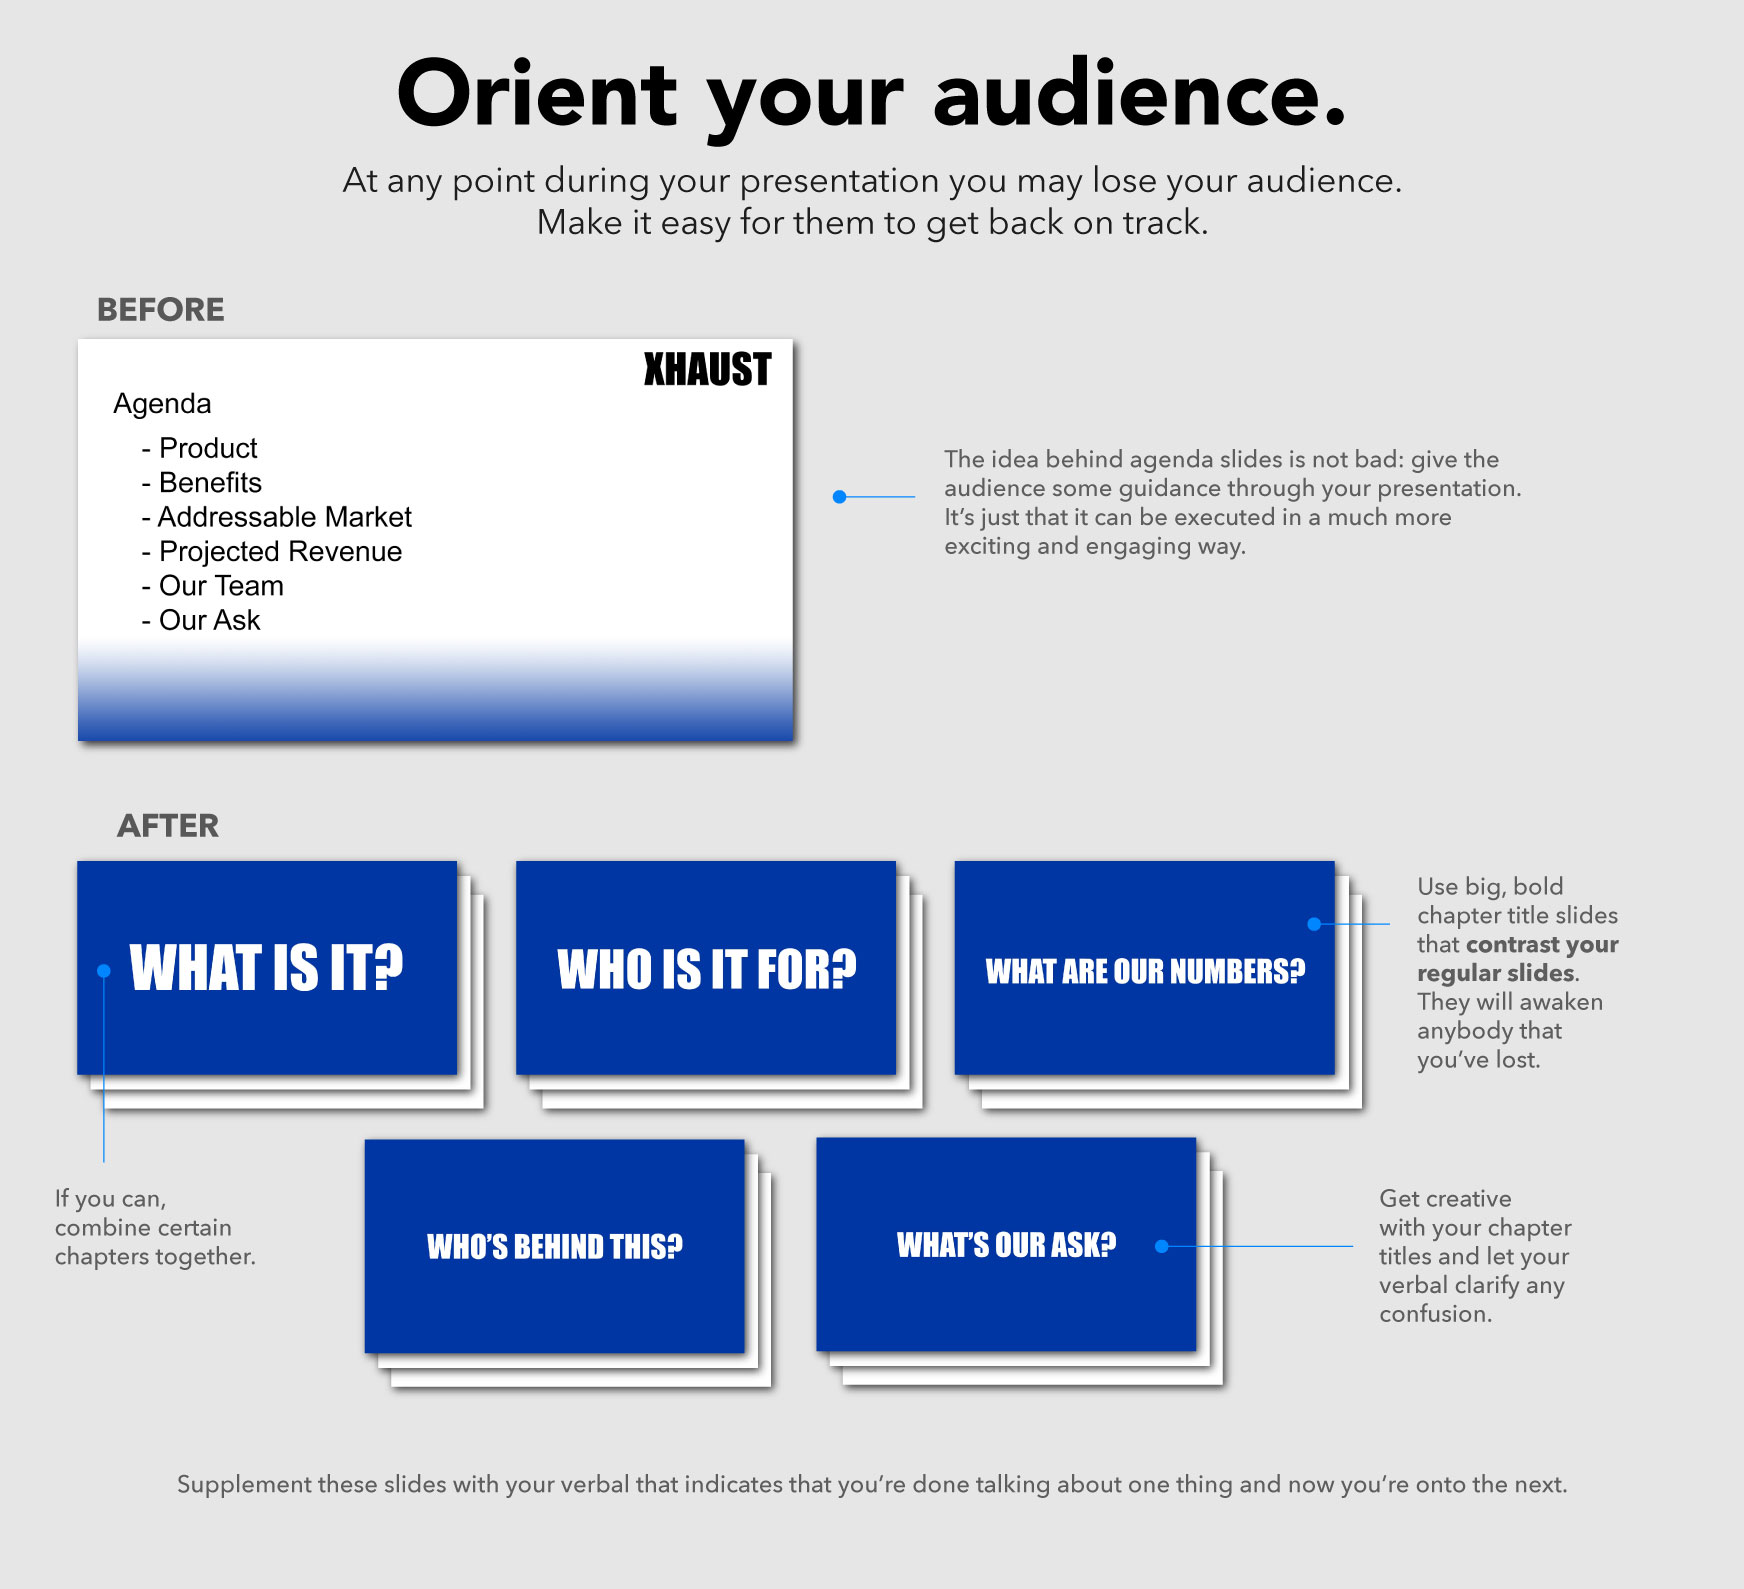 Orient your audience.
At any point during your presentation you may lose your audience.
Make it easy for them to get back on track.
BEFORE
XHAUST
Agenda
- Product
- Benefits
- Addressable Market
- Projected Revenue
- Our Team
- Our Ask
The idea behind agenda slides is not bad: give the
audience some guidance through your presentation.
It’s just that it can be executed in a much more
exciting and engaging way.
AFTER
WHAT IS IT?
WHO IS IT FOR?
WHAT ARE OUR NUMBERS?
Use big, bold
chapter title slides
that contrast your
regular slides.
They will awaken
anybody that
you’ve lost.
If you can,
combine certain
chapters together.
WHO’S BEHIND THIS?
WHAT’S OUR ASK?
Get creative
with your chapter
titles and let your
verbal clarify any
confusion.
Supplement these slides with your verbal that indicates that you’re done talking about one thing and now you’re onto the next.